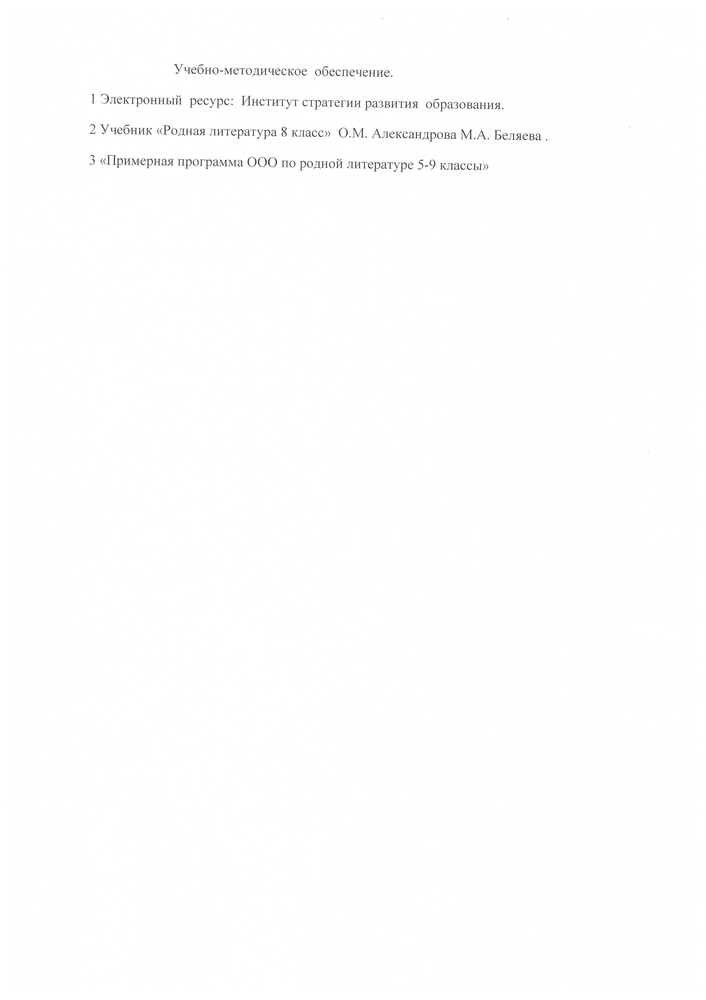 Учебно-методическое обеспечение.
1 Электронный ресурс: Институт стратегии развития образования.
2 Учебник «Родная литература 8 класс» О.М. Александрова М.А. Беляева .
3 «Примерная программа ООО по родной литературе 5-9 классы»